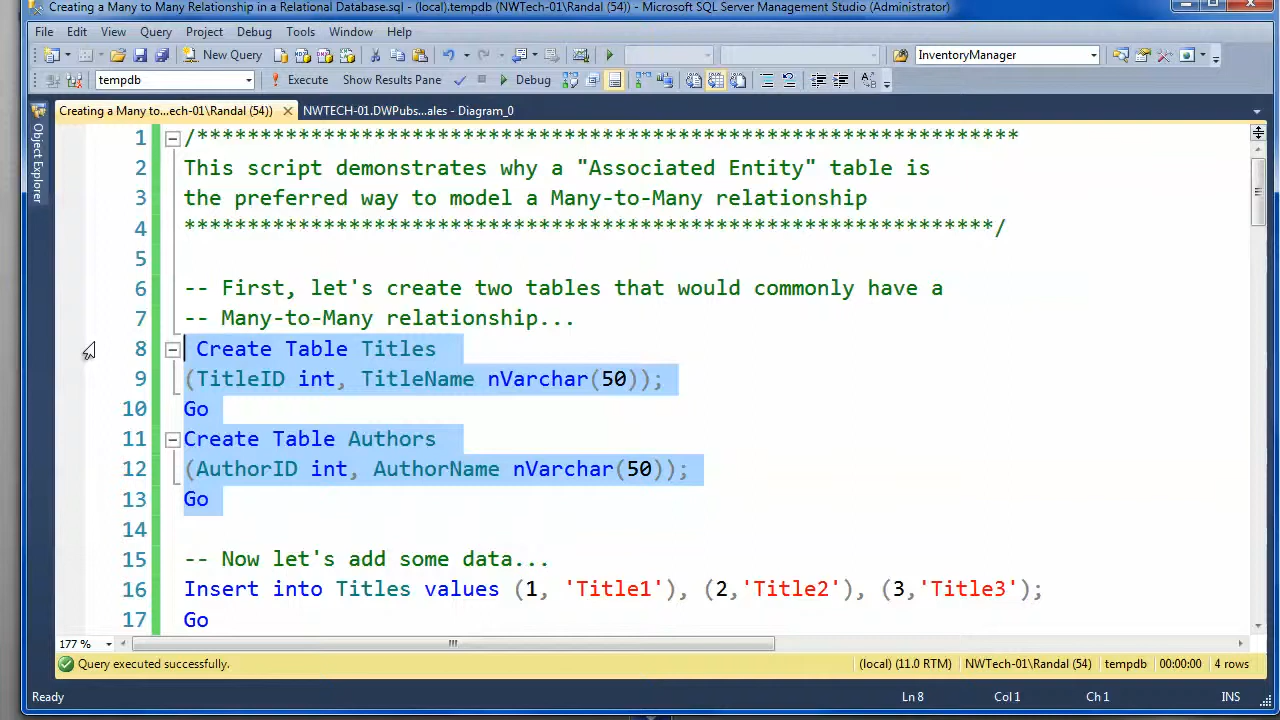 Creating a Many to Many Relationship in a Relational Database.sql - (local).tempdb (NWTech-01\Randal (54)) - Microsoft SQL Server Management Studio (Administrator)
File Edit View Query Project Debug Tools Window Help
New Query InventoryManager
tempdb Execute Show Results Pane Debug
Creating a Many to...ech-01\Randal (54)) NWTECH-01.DWPubs...ales - Diagram_0
Object Explorer
1 /*****************************************************************
2 This script demonstrates why a "Associated Entity" table is
3 the preferred way to model a Many-to-Many relationship
4 ****************************************************************/
5
6 -- First, let's create two tables that would commonly have a
7 -- Many-to-Many relationship...
8 Create Table Titles
9 (TitleID int, TitleName nVarchar(50));
10 Go
11 Create Table Authors
12 (AuthorID int, AuthorName nVarchar(50));
13 Go
14
15 -- Now let's add some data...
16 Insert into Titles values (1, 'Title1'), (2,'Title2'), (3,'Title3');
17 Go
177 %
Query executed successfully. (local) (11.0 RTM) NWTech-01\Randal (54) tempdb 00:00:00 4 rows
Ready Ln 8 Col 1 Ch 1 INS